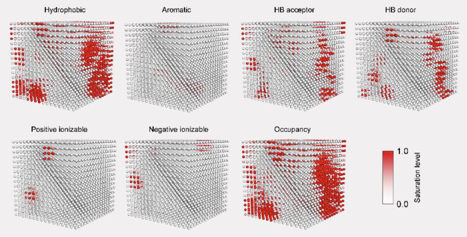 Hydrophobic
Aromatic
HB acceptor
HB donor
Positive ionizable
Negative ionizable
Occupancy
1.0
0.0
Saturation level